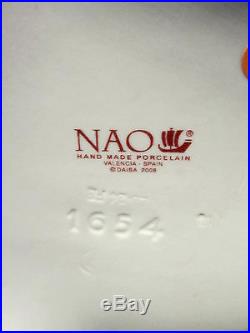 NAO®
HAND MADE PORCELAIN
VALENCIA - SPAIN
©DAISA 2008
1654